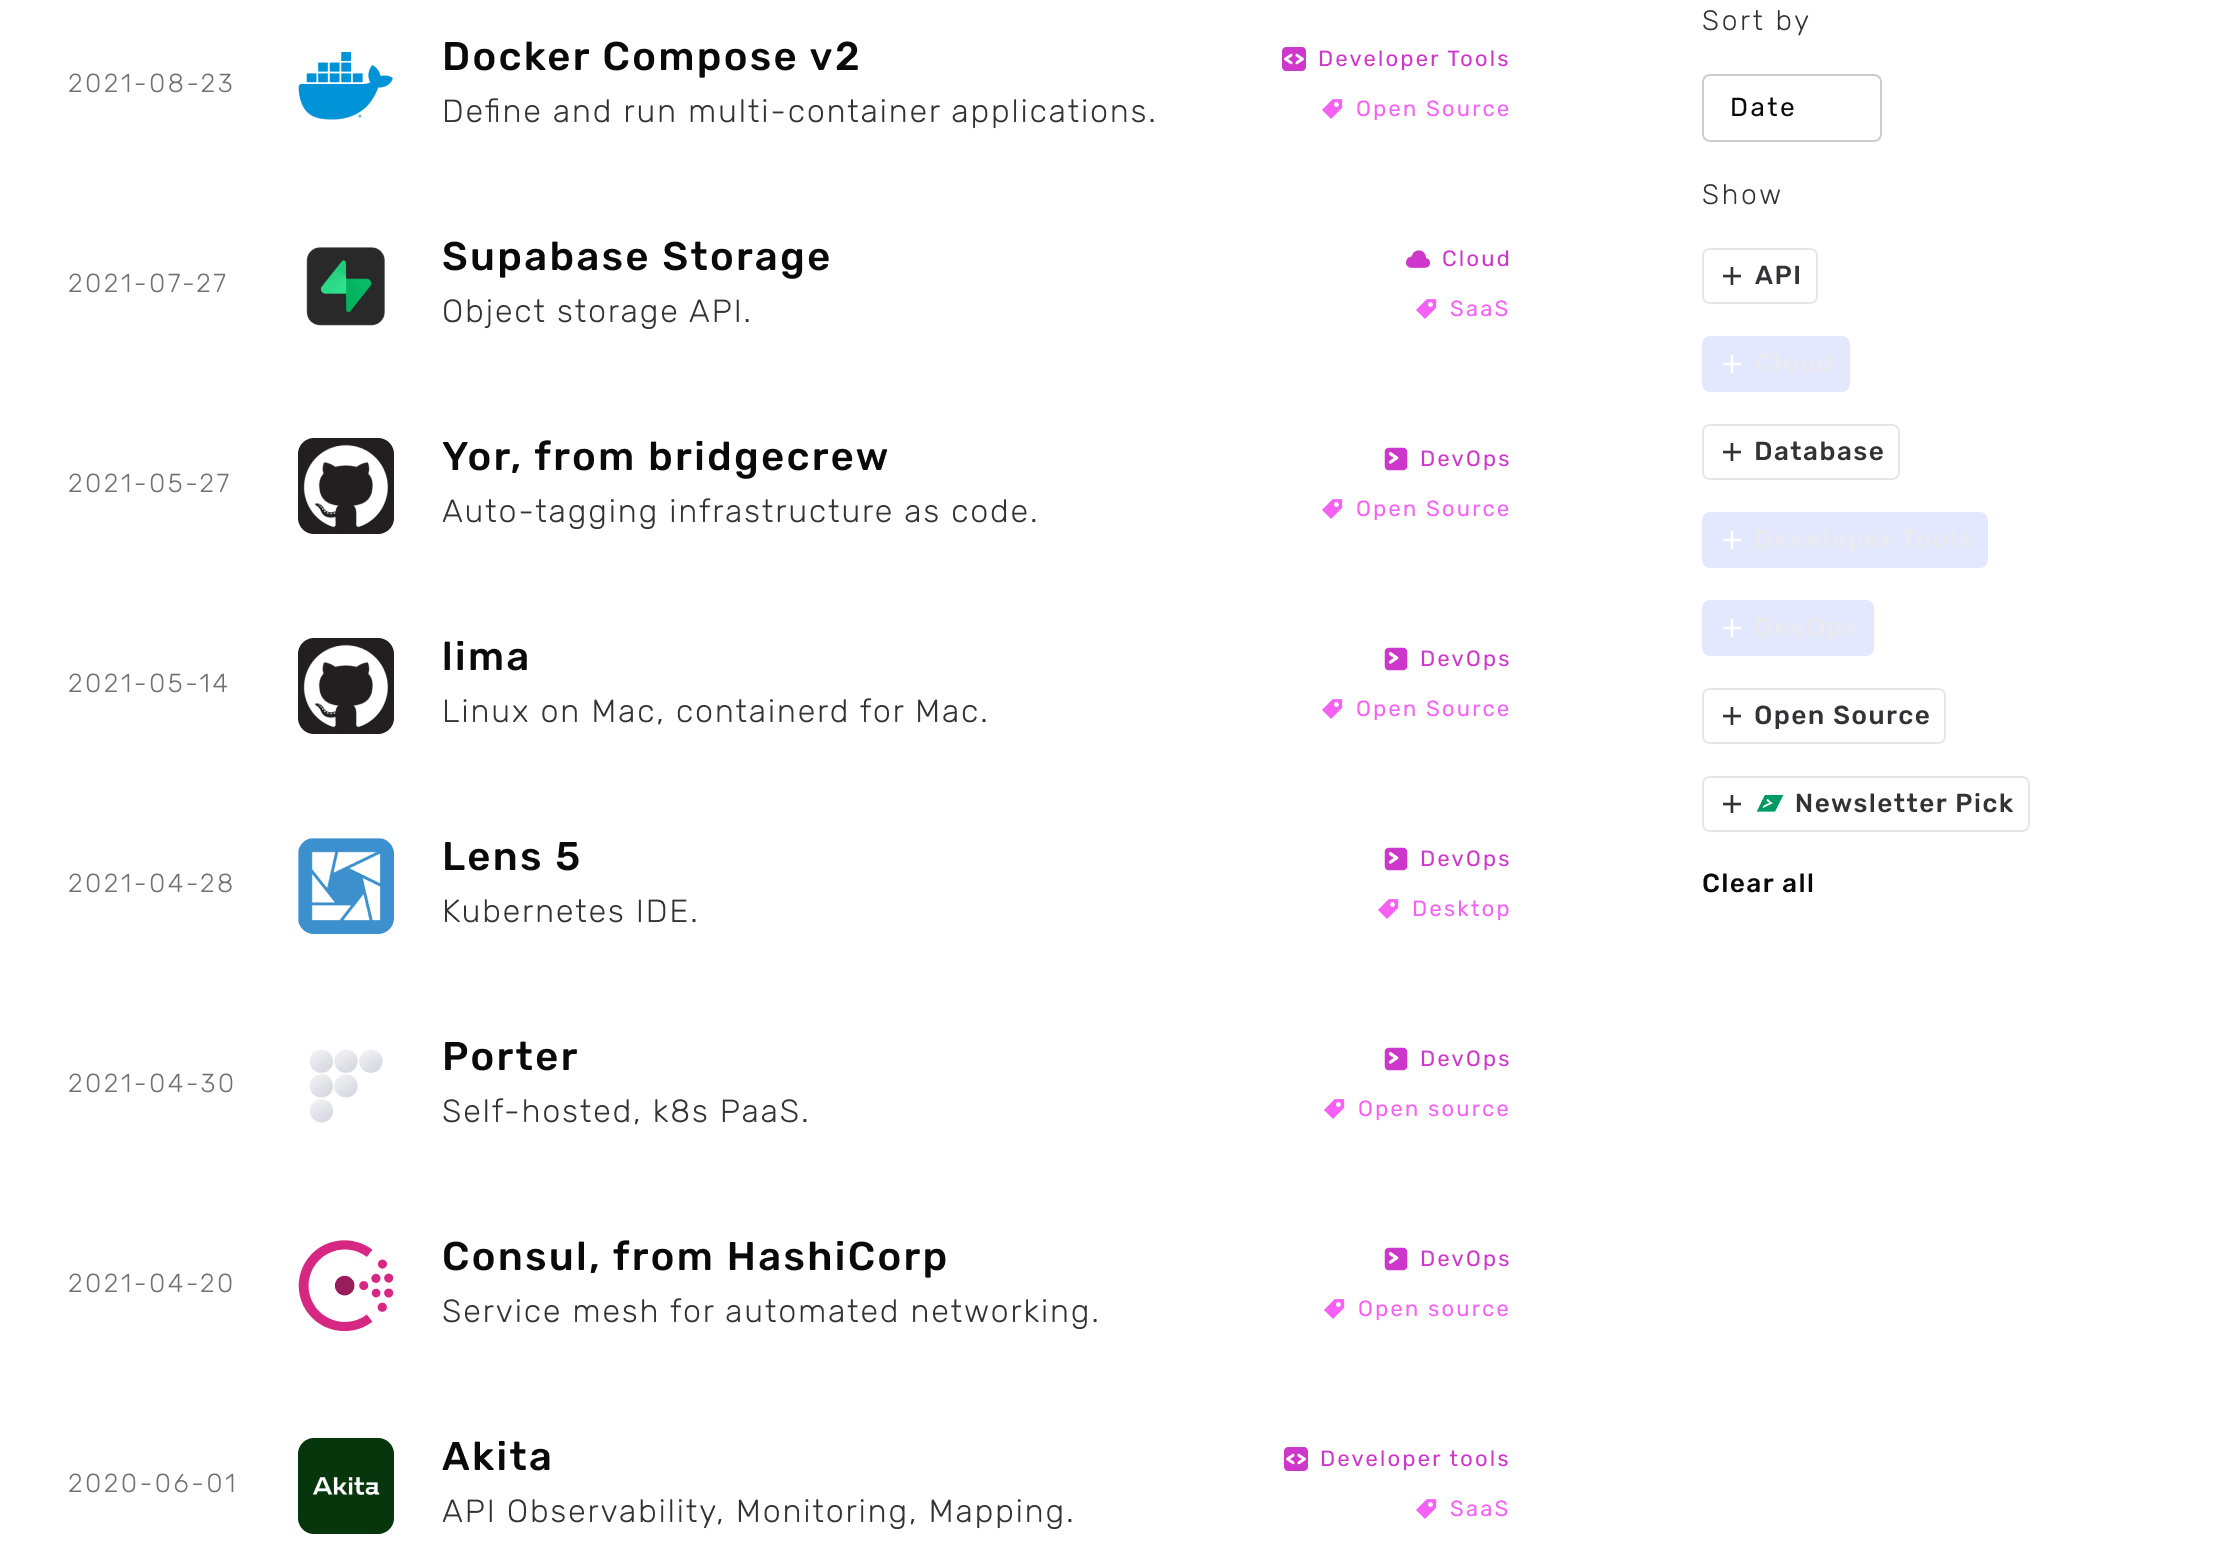 2021-08-23
Docker Compose v2
Define and run multi-container applications.
Developer Tools
Open Source
2021-07-27
Supabase Storage
Object storage API.
Cloud
SaaS
2021-05-27
Yor, from bridgecrew
Auto-tagging infrastructure as code.
DevOps
Open Source
2021-05-14
lima
Linux on Mac, containerd for Mac.
DevOps
Open Source
2021-04-28
Lens 5
Kubernetes IDE.
DevOps
Desktop
2021-04-30
Porter
Self-hosted, k8s PaaS.
DevOps
Open source
2021-04-20
Consul, from HashiCorp
Service mesh for automated networking.
DevOps
Open source
2020-06-01
Akita
Akita
API Observability, Monitoring, Mapping.
Developer tools
SaaS
Sort by
Date
Show
+ API
+ Cloud
+ Database
+ Developer Tools
+ DevOps
+ Open Source
+ Newsletter Pick
Clear all